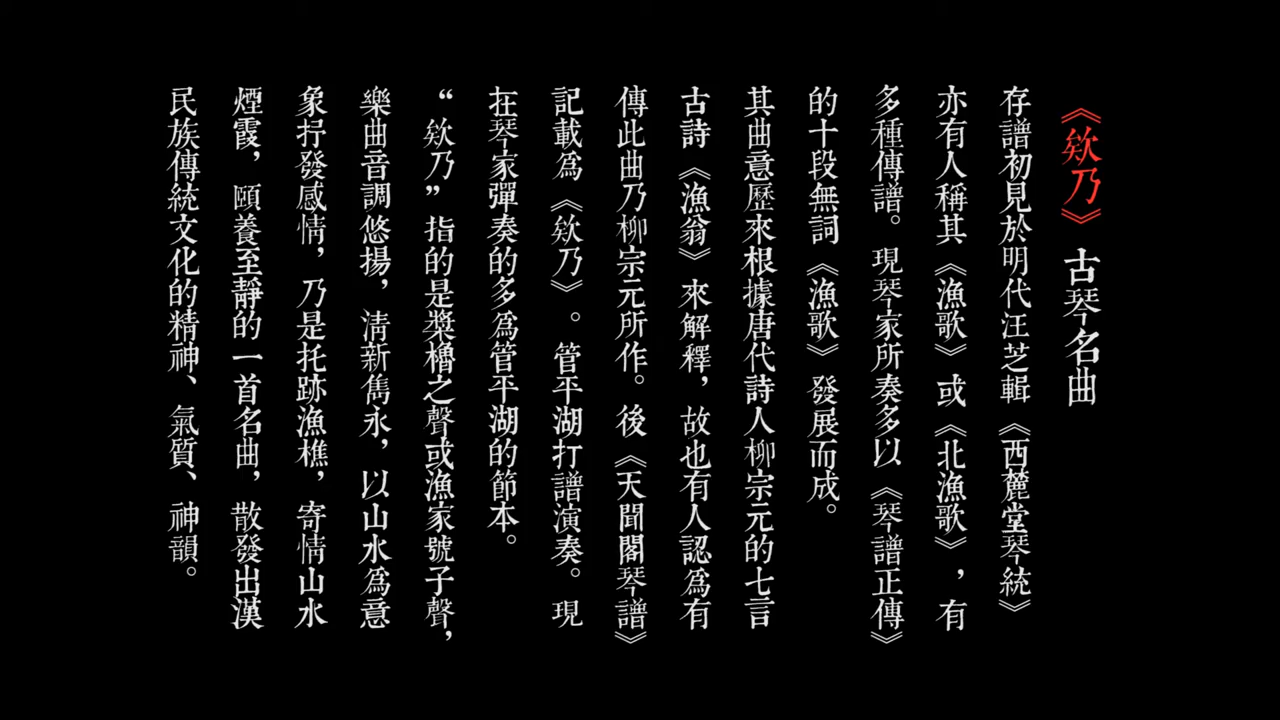 《欸乃》古琴名曲
存譜初見於明代汪芝輯《西麓堂琴統》
亦有人稱其《漁歌》或《北漁歌》，有
多種傳譜。現琴家所奏多以《琴譜正傳》
的十段無詞《漁歌》發展而成。
其曲意歷來根據唐代詩人柳宗元的七言
古詩《漁翁》來解釋，故也有人認為有
傳此曲乃柳宗元所作。後《天聞閣琴譜》
記載為《欸乃》。管平湖打譜演奏。現
在琴家彈奏的多為管平湖的節本。
“欸乃”指的是槳櫓之聲或漁家號子聲，
樂曲音調悠揚，清新雋永，以山水為意
象抒發感情，乃是托跡漁樵，寄情山水
煙霞，頤養至靜的一首名曲，散發出漢
民族傳統文化的精神、氣質、神韻。